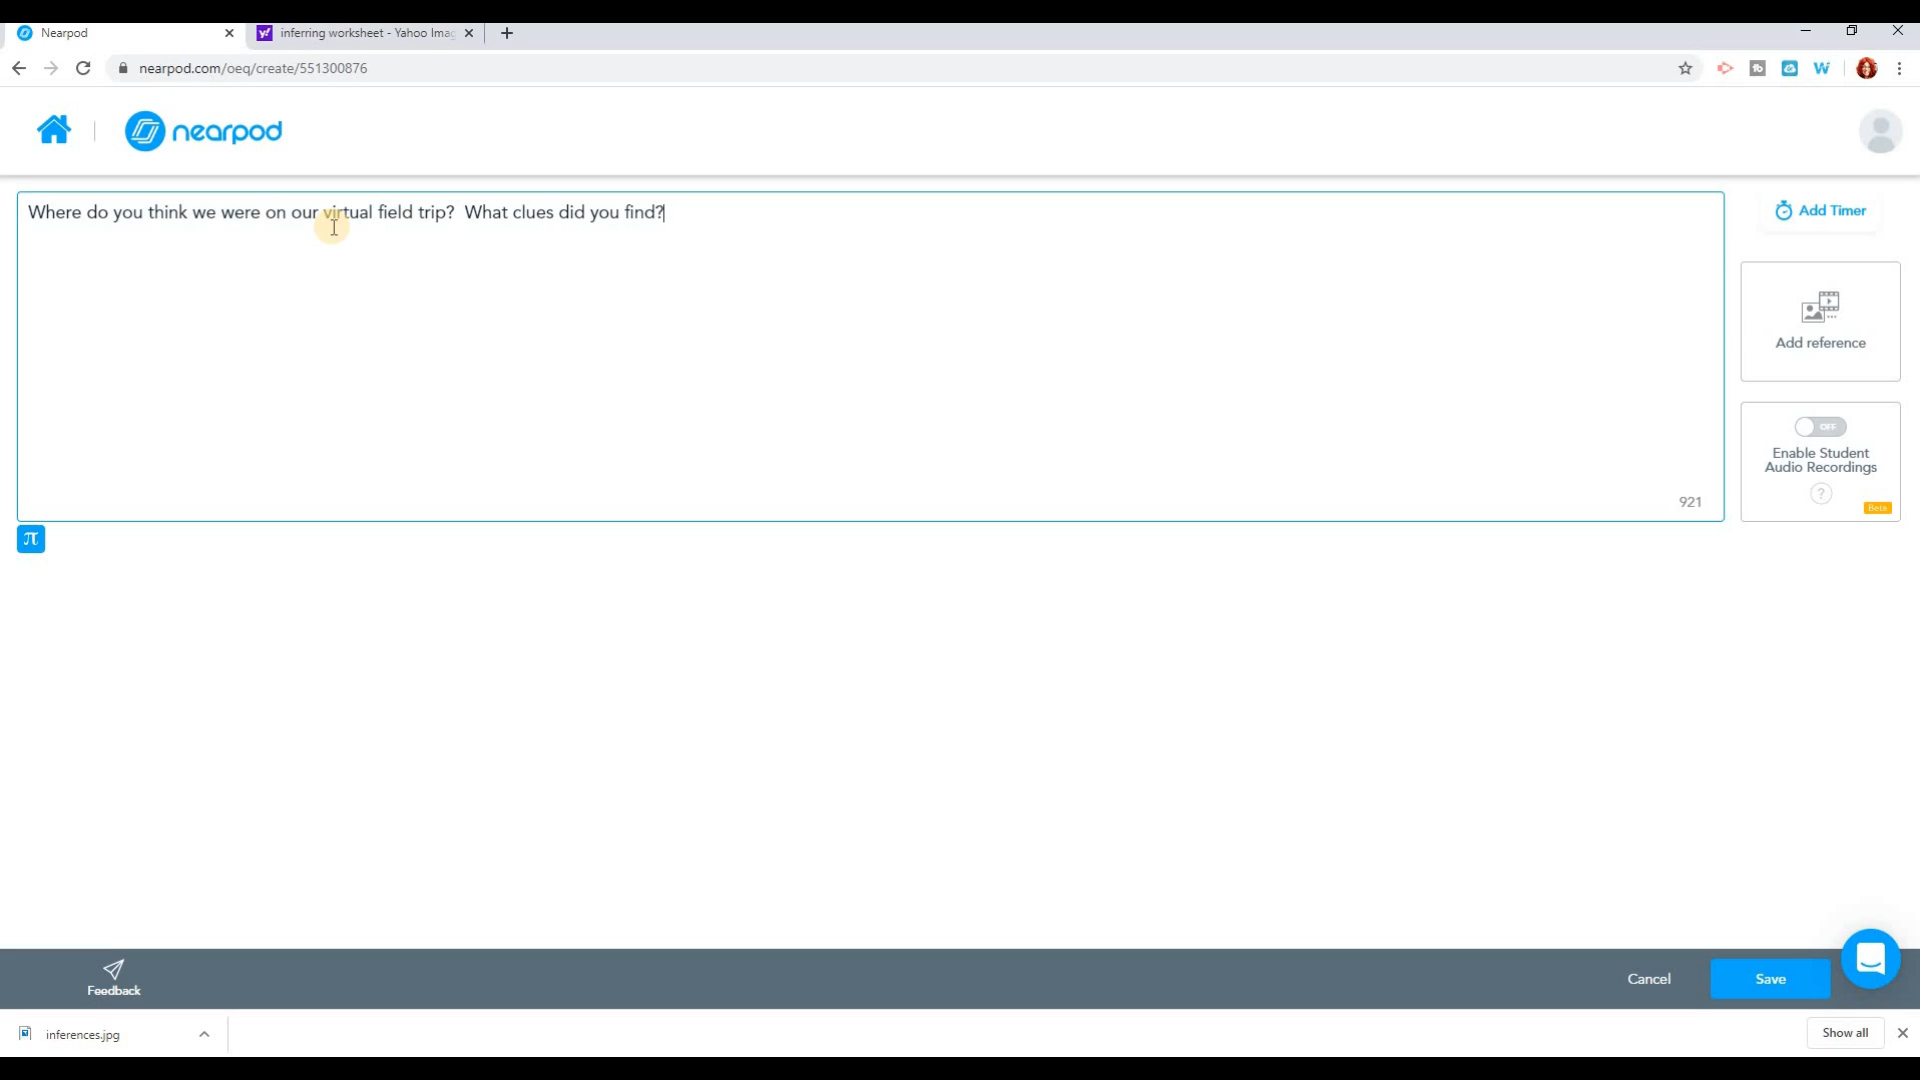 Nearpod
inferring worksheet - Yahoo Imag
nearpod.com/oeq/create/551300876
nearpod
Where do you think we were on our virtual field trip?  What clues did you find?
Add Timer
Add reference
OFF
Enable Student
Audio Recordings
?
Beta
921
π
Feedback
Cancel
Save
inferences.jpg
Show all